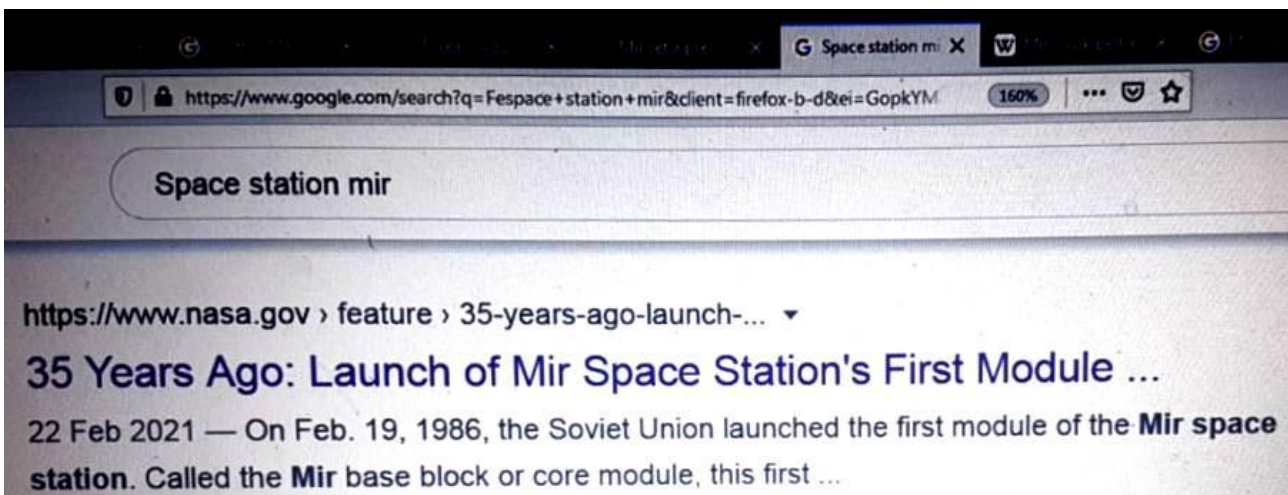 Space station mi
https://www.google.com/search?q=Fespace+station+mir&client=firefox-b-d&ei=GopkYM
160%
Space station mir
https://www.nasa.gov › feature › 35-years-ago-launch-...
35 Years Ago: Launch of Mir Space Station's First Module ...
22 Feb 2021 — On Feb. 19, 1986, the Soviet Union launched the first module of the Mir space
station. Called the Mir base block or core module, this first ...